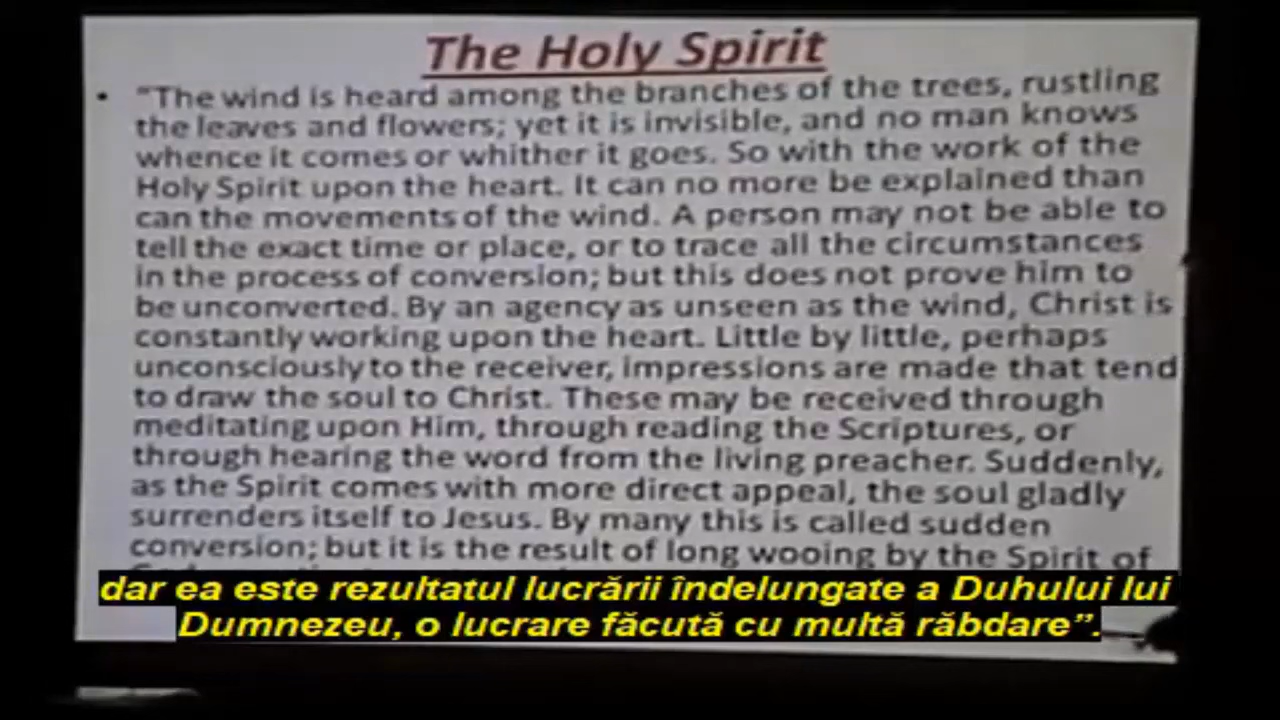 The Holy Spirit
• "The wind is heard among the branches of the trees, rustling
the leaves and flowers; yet it is invisible, and no man knows
whence it comes or whither it goes. So with the work of the
Holy Spirit upon the heart. It can no more be explained than
can the movements of the wind. A person may not be able to
tell the exact time or place, or to trace all the circumstances
in the process of conversion; but this does not prove him to
be unconverted. By an agency as unseen as the wind, Christ is
constantly working upon the heart. Little by little, perhaps
unconsciously to the receiver, impressions are made that tend
to draw the soul to Christ. These may be received through
meditating upon Him, through reading the Scriptures, or
through hearing the word from the living preacher. Suddenly,
as the Spirit comes with more direct appeal, the soul gladly
surrenders itself to Jesus. By many this is called sudden
conversion; but it is the result of long wooing by the Spirit of
dar ea este rezultatul lucrării îndelungate a Duhului lui
Dumnezeu, o lucrare făcută cu multă răbdare”.